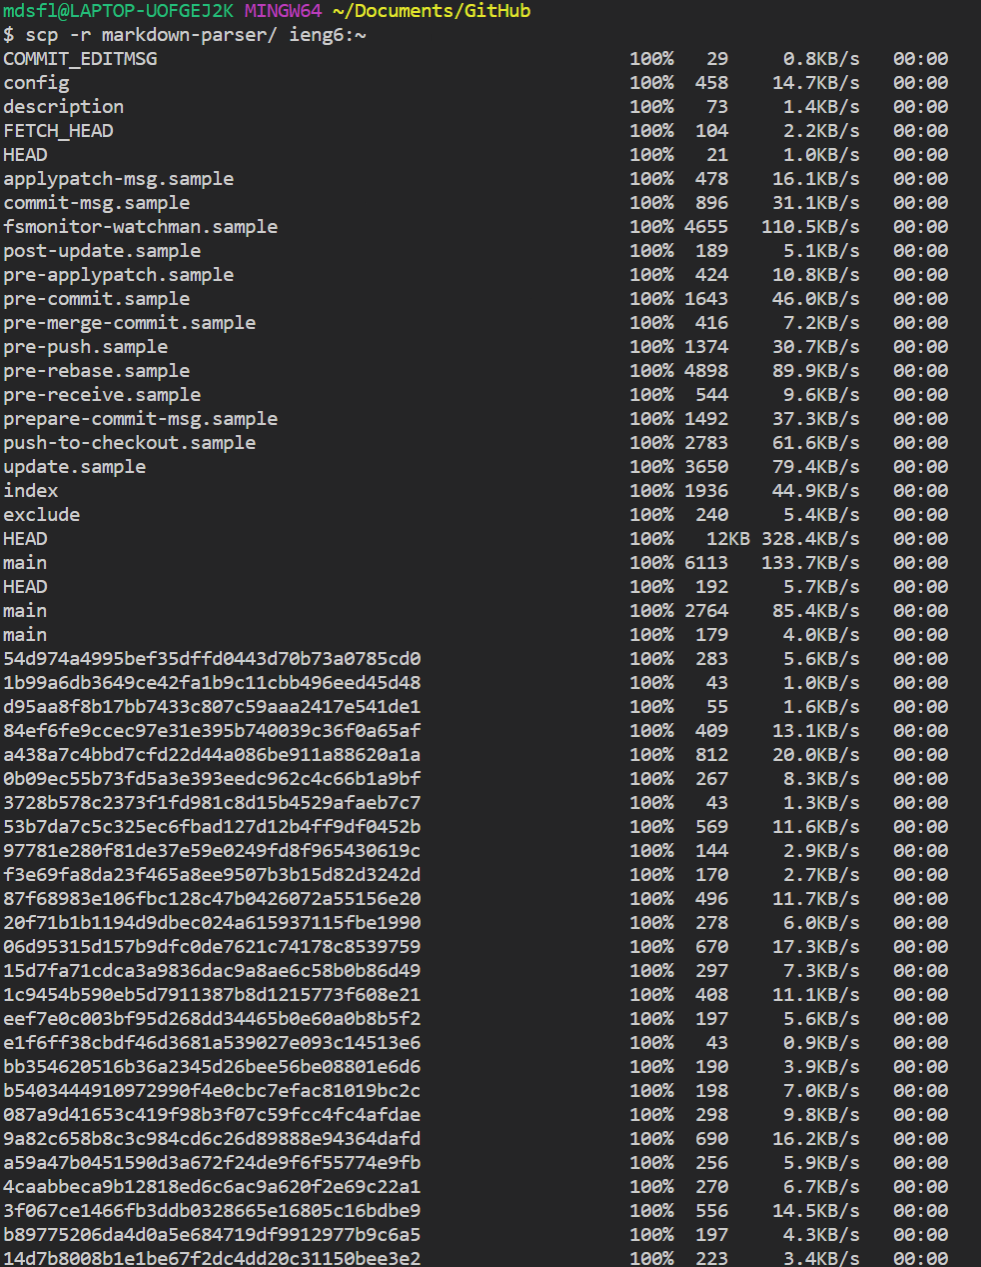 mdsfl@LAPTOP-UOFGEJ2K MINGW64 ~/Documents/GitHub
$ scp -r markdown-parser/ ieng6:~
COMMIT_EDITMSG 100% 29 0.8KB/s 00:00
config 100% 458 14.7KB/s 00:00
description 100% 73 1.4KB/s 00:00
FETCH_HEAD 100% 104 2.2KB/s 00:00
HEAD 100% 21 1.0KB/s 00:00
applypatch-msg.sample 100% 478 16.1KB/s 00:00
commit-msg.sample 100% 896 31.1KB/s 00:00
fsmonitor-watchman.sample 100% 4655 110.5KB/s 00:00
post-update.sample 100% 189 5.1KB/s 00:00
pre-applypatch.sample 100% 424 10.8KB/s 00:00
pre-commit.sample 100% 1643 46.0KB/s 00:00
pre-merge-commit.sample 100% 416 7.2KB/s 00:00
pre-push.sample 100% 1374 30.7KB/s 00:00
pre-rebase.sample 100% 4898 89.9KB/s 00:00
pre-receive.sample 100% 544 9.6KB/s 00:00
prepare-commit-msg.sample 100% 1492 37.3KB/s 00:00
push-to-checkout.sample 100% 2783 61.6KB/s 00:00
update.sample 100% 3650 79.4KB/s 00:00
index 100% 1936 44.9KB/s 00:00
exclude 100% 240 5.4KB/s 00:00
HEAD 100% 12KB 328.4KB/s 00:00
main 100% 6113 133.7KB/s 00:00
HEAD 100% 192 5.7KB/s 00:00
main 100% 2764 85.4KB/s 00:00
main 100% 179 4.0KB/s 00:00
54d974a4995bef35dffd0443d70b73a0785cd0 100% 283 5.6KB/s 00:00
1b99a6db3649ce42fa1b9c11cbb496eed45d48 100% 43 1.0KB/s 00:00
d95aa8f8b17bb7433c807c59aaa2417e541de1 100% 55 1.6KB/s 00:00
84ef6fe9ccec97e31e395b740039c36f0a65af 100% 409 13.1KB/s 00:00
a438a7c4bbd7cfd22d44a086be911a88620a1a 100% 812 20.0KB/s 00:00
0b09ec55b73fd5a3e393eedc962c4c66b1a9bf 100% 267 8.3KB/s 00:00
3728b578c2373f1fd981c8d15b4529afaeb7c7 100% 43 1.3KB/s 00:00
53b7da7c5c325ec6fbad127d12b4ff9df0452b 100% 569 11.6KB/s 00:00
97781e280f81de37e59e0249fd8f965430619c 100% 144 2.9KB/s 00:00
f3e69fa8da23f465a8ee9507b3b15d82d3242d 100% 170 2.7KB/s 00:00
87f68983e106fbc128c47b0426072a55156e20 100% 496 11.7KB/s 00:00
20f71b1b1194d9dbec024a615937115fbe1990 100% 278 6.0KB/s 00:00
06d95315d157b9dfc0de7621c74178c8539759 100% 670 17.3KB/s 00:00
15d7fa71cdca3a9836dac9a8ae6c58b0b86d49 100% 297 7.3KB/s 00:00
1c9454b590eb5d7911387b8d1215773f608e21 100% 408 11.1KB/s 00:00
eef7e0c003bf95d268dd34465b0e60a0b8b5f2 100% 197 5.6KB/s 00:00
e1f6ff38cbdf46d3681a539027e093c14513e6 100% 43 0.9KB/s 00:00
bb354620516b36a2345d26bee56be08801e6d6 100% 190 3.9KB/s 00:00
b5403444910972990f4e0cbc7efac81019bc2c 100% 198 7.0KB/s 00:00
087a9d41653c419f98b3f07c59fcc4fc4afdae 100% 298 9.8KB/s 00:00
9a82c658b8c3c984cd6c26d89888e94364dafd 100% 690 16.2KB/s 00:00
a59a47b0451590d3a672f24de9f6f55774e9fb 100% 256 5.9KB/s 00:00
4caabbeca9b12818ed6c6ac9a620f2e69c22a1 100% 270 6.7KB/s 00:00
3f067ce1466fb3ddb0328665e16805c16bdbe9 100% 556 14.5KB/s 00:00
b89775206da4d0a5e684719df9912977b9c6a5 100% 197 4.3KB/s 00:00
14d7b8008b1e1be67f2dc4dd20c31150bee3e2 100% 223 3.4KB/s 00:00